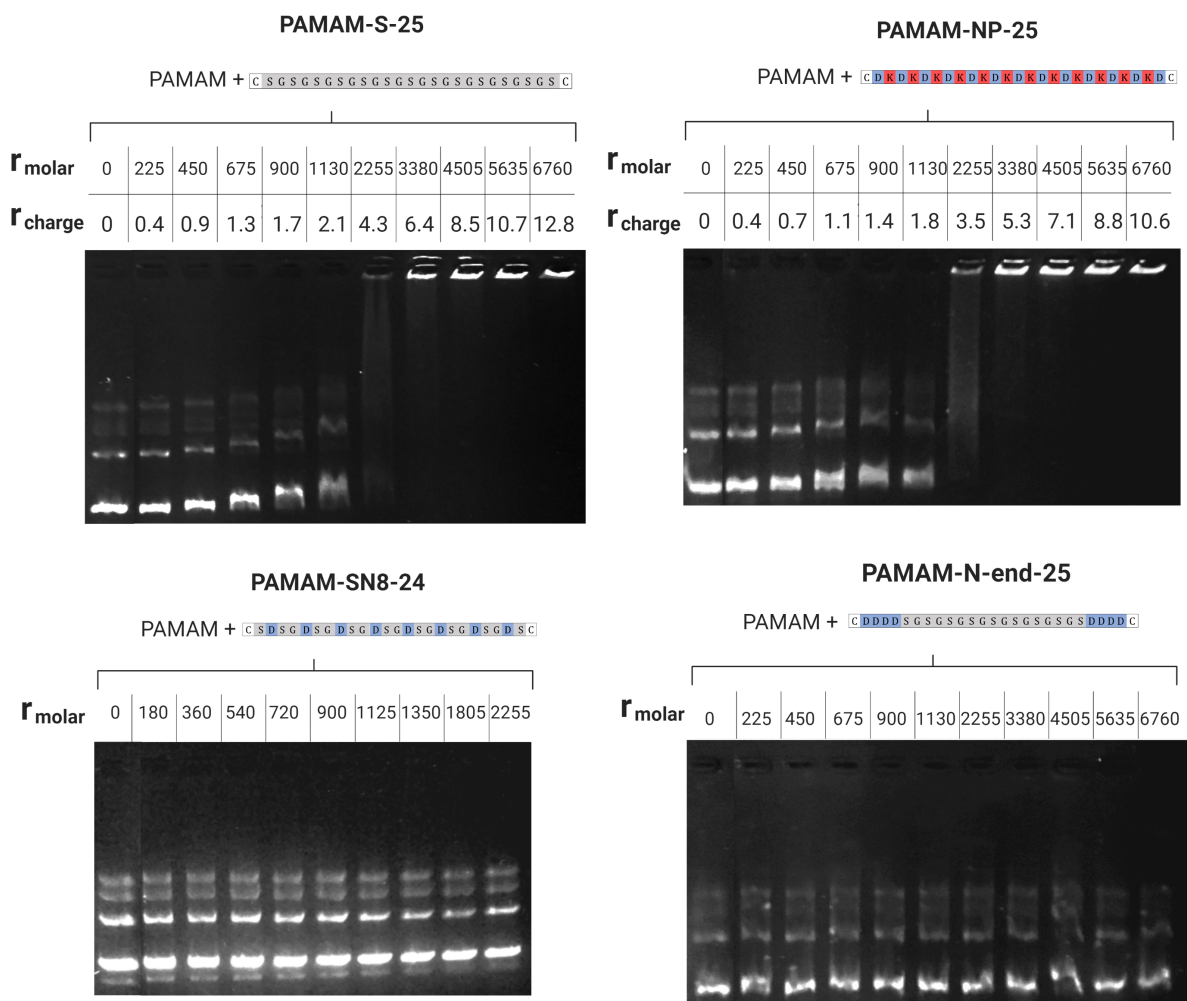 PAMAM-S-25
PAMAM + C S G S G S G S G S G S G S G S G S G S G S G S C
r molar 0 225 450 675 900 1130 2255 3380 4505 5635 6760
r charge 0 0.4 0.9 1.3 1.7 2.1 4.3 6.4 8.5 10.7 12.8
PAMAM-NP-25
PAMAM + C D K D K D K D K D K D K D K D K D K D K D K D C
r molar 0 225 450 675 900 1130 2255 3380 4505 5635 6760
r charge 0 0.4 0.7 1.1 1.4 1.8 3.5 5.3 7.1 8.8 10.6
PAMAM-SN8-24
PAMAM + C S D S G D S G D S G D S G D S G D S G D S G D S C
r molar 0 180 360 540 720 900 1125 1350 1805 2255
PAMAM-N-end-25
PAMAM + C D D D D S G S G S G S G S G S G S G S G S D D D D C
r molar 0 225 450 675 900 1130 2255 3380 4505 5635 6760